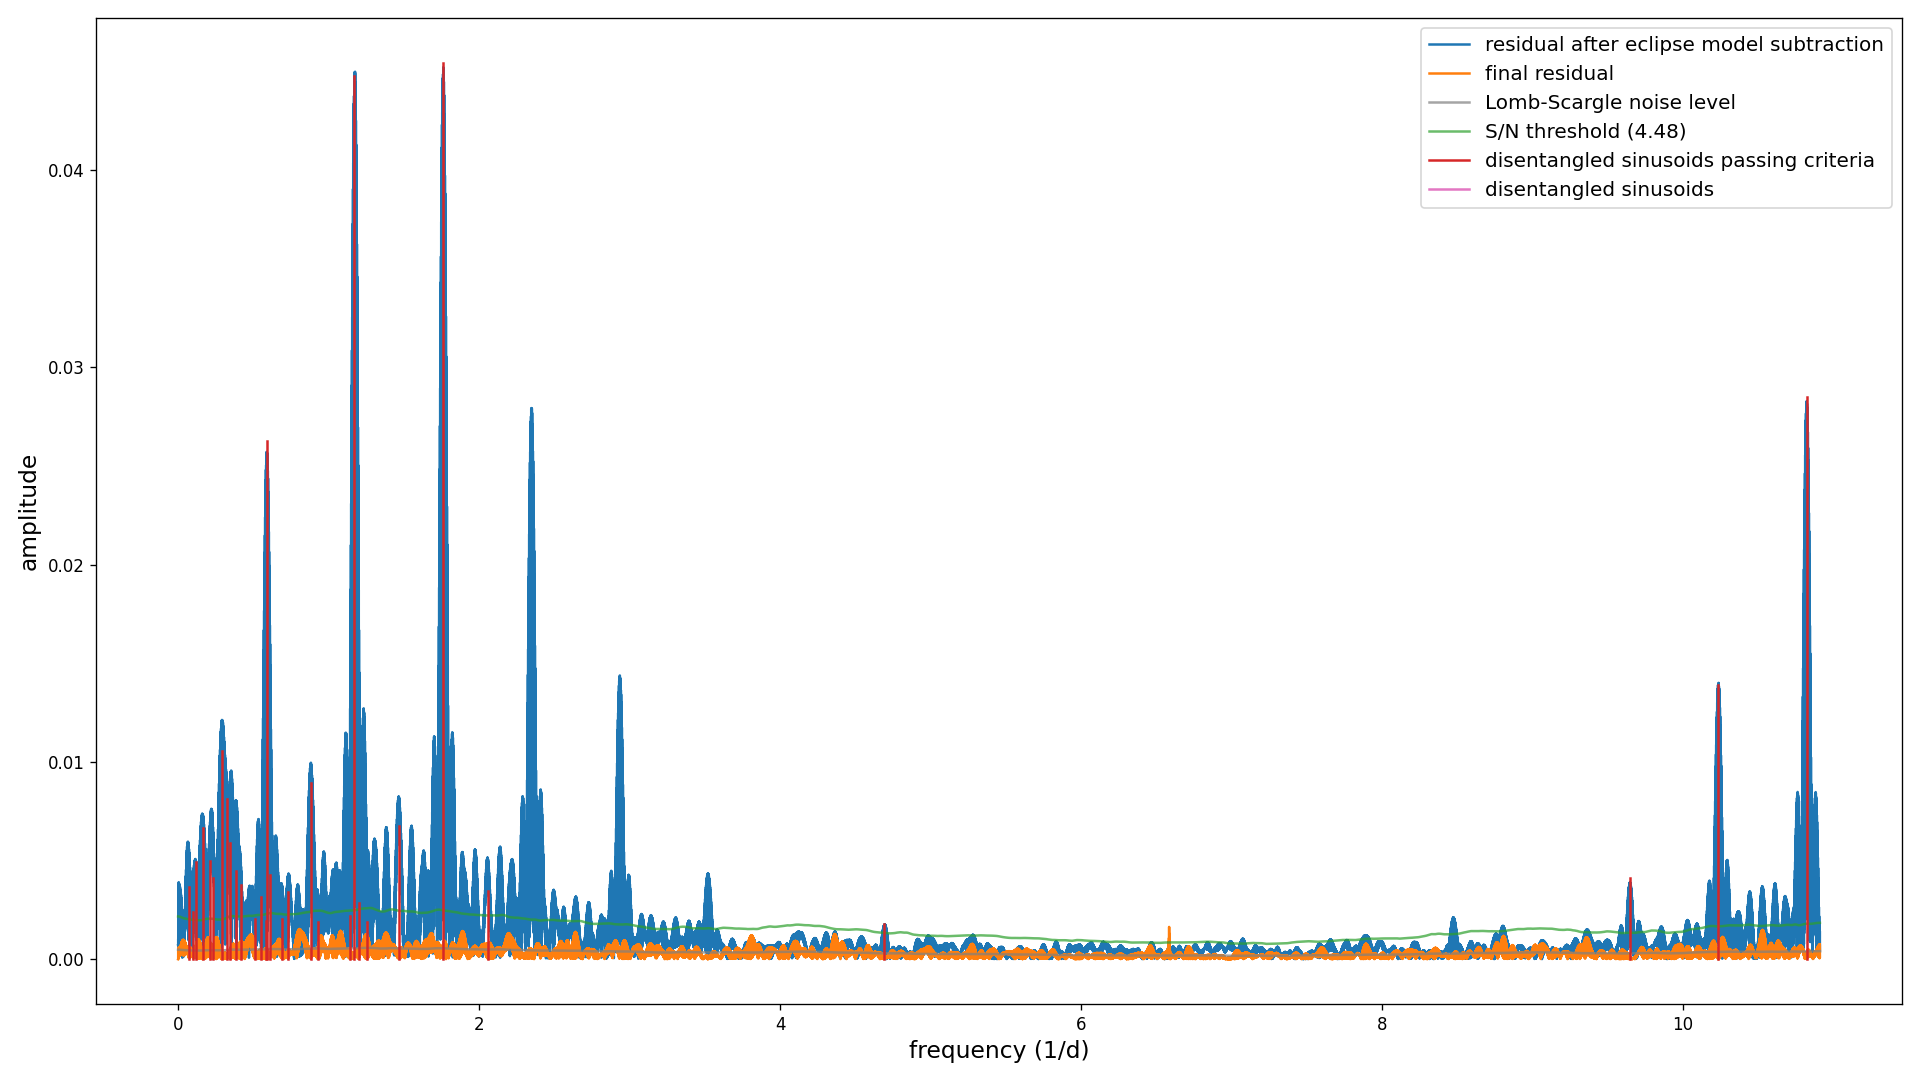 residual after eclipse model subtraction
final residual
Lomb-Scargle noise level
S/N threshold (4.48)
disentangled sinusoids passing criteria
disentangled sinusoids
amplitude
0.04
0.03
0.02
0.01
0.00
0 2 4 6 8 10
frequency (1/d)